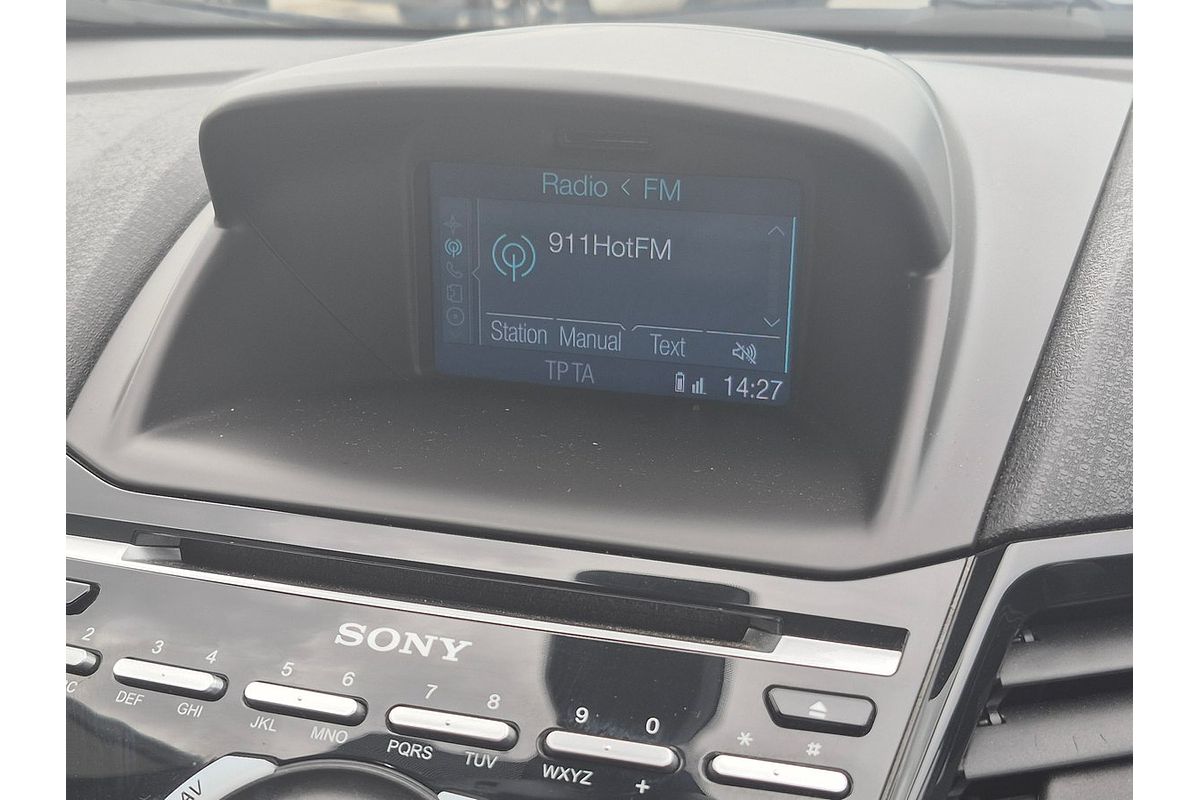 Radio < FM
911HotFM
Station Manual Text
TP TA
14:27
SONY
2
3 4
5 6
7 8
9 0
* #
C
DEF GHI
JKL MNO
PQRS TUV
WXYZ +
AV